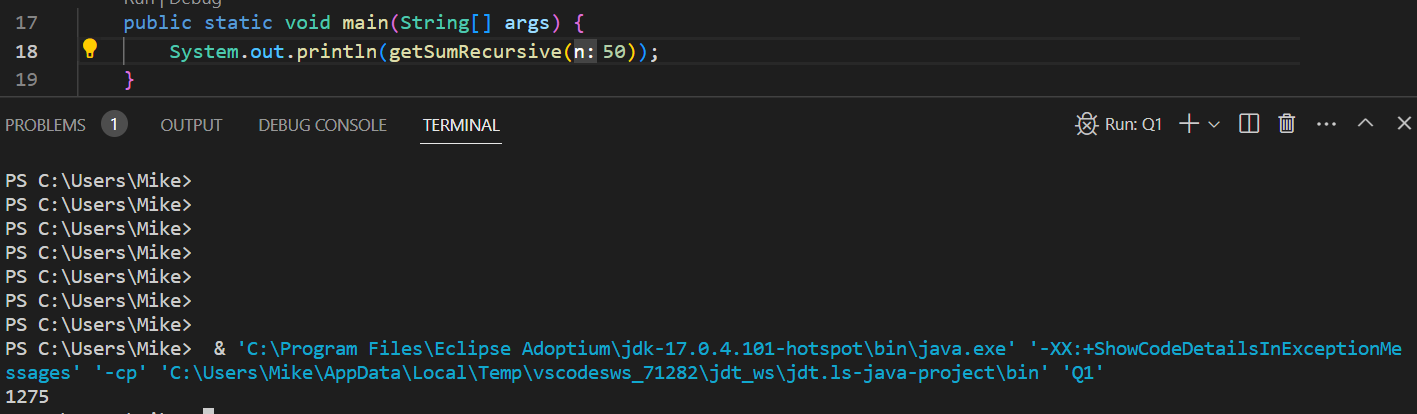 Run | Debug
17 public static void main(String[] args) {
18 System.out.println(getSumRecursive(n: 50));
19 }
PROBLEMS 1 OUTPUT DEBUG CONSOLE TERMINAL Run: Q1
PS C:\Users\Mike>
PS C:\Users\Mike>
PS C:\Users\Mike>
PS C:\Users\Mike>
PS C:\Users\Mike>
PS C:\Users\Mike>
PS C:\Users\Mike>
PS C:\Users\Mike>  & 'C:\Program Files\Eclipse Adoptium\jdk-17.0.4.101-hotspot\bin\java.exe' '-XX:+ShowCodeDetailsInExceptionMe
ssages' '-cp' 'C:\Users\Mike\AppData\Local\Temp\vscodesws_71282\jdt_ws\jdt.ls-java-project\bin' 'Q1'
1275